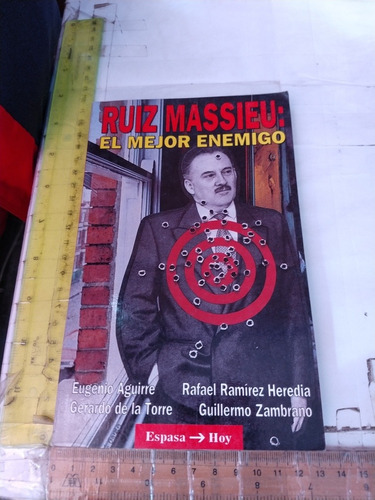 RUIZ MASSIEU:
EL MEJOR ENEMIGO
Eugenio Aguirre Rafael Ramírez Heredia
Gerardo de la Torre Guillermo Zambrano
Espasa → Hoy